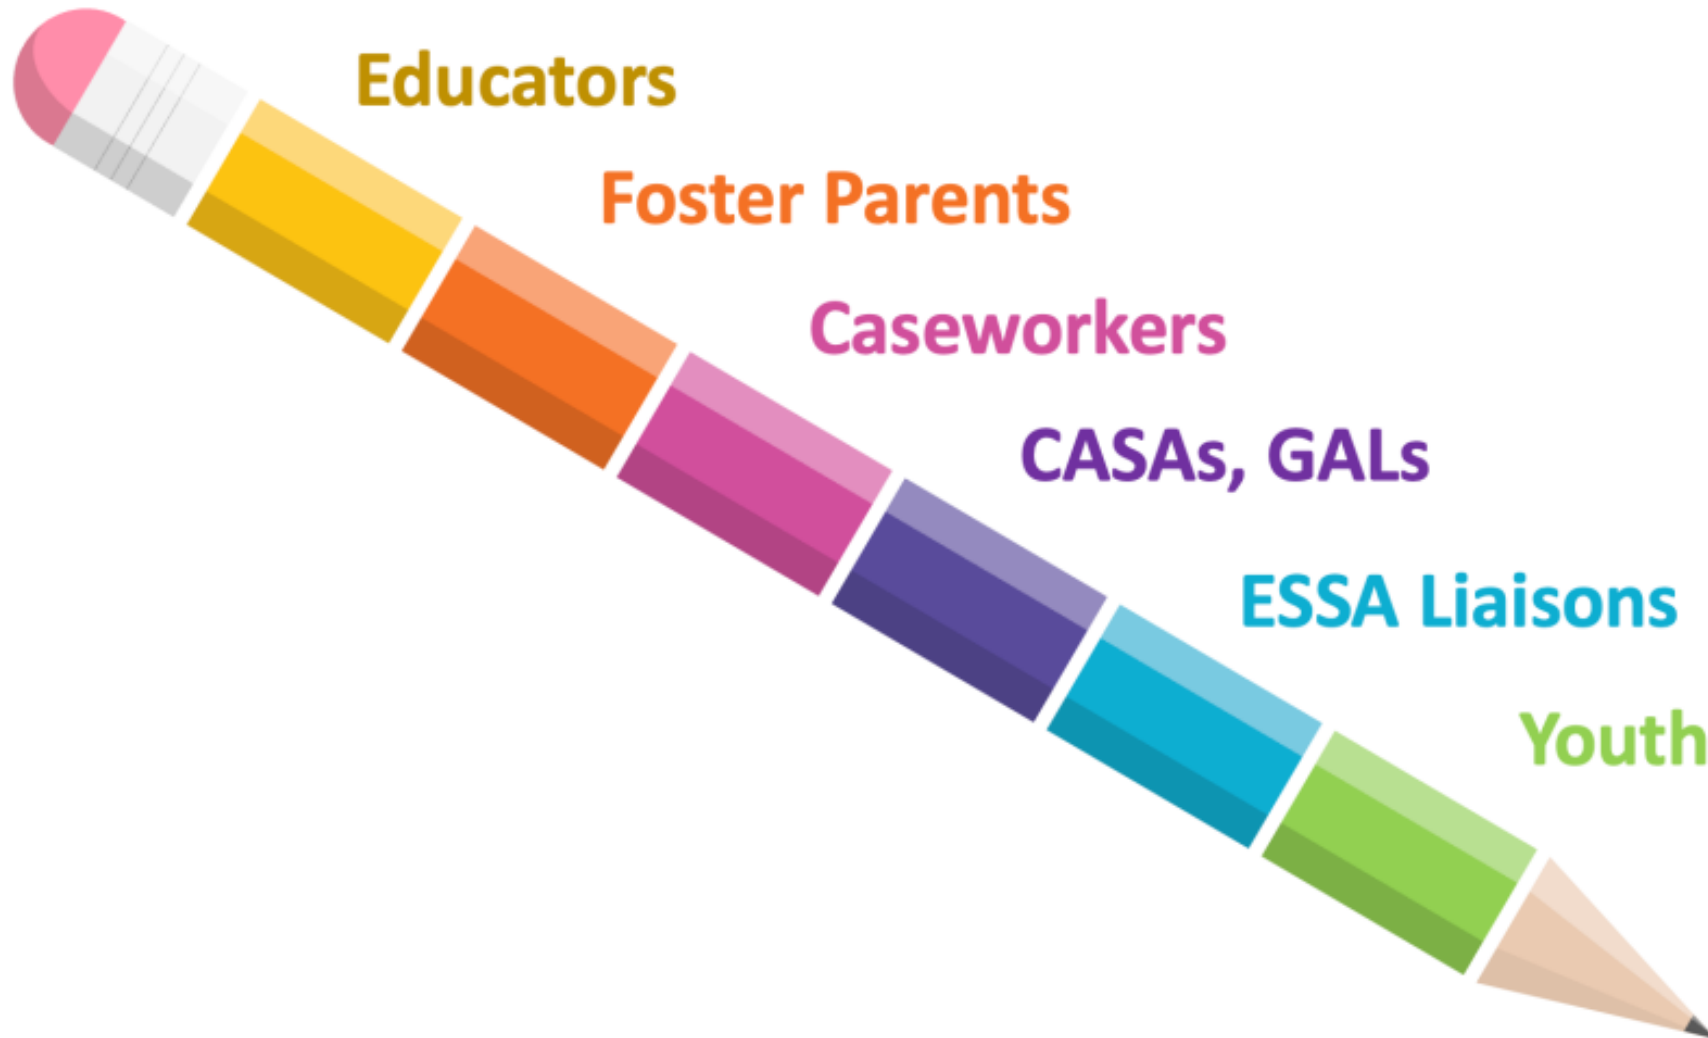 Educators
Foster Parents
Caseworkers
CASAs, GALs
ESSA Liaisons
Youth